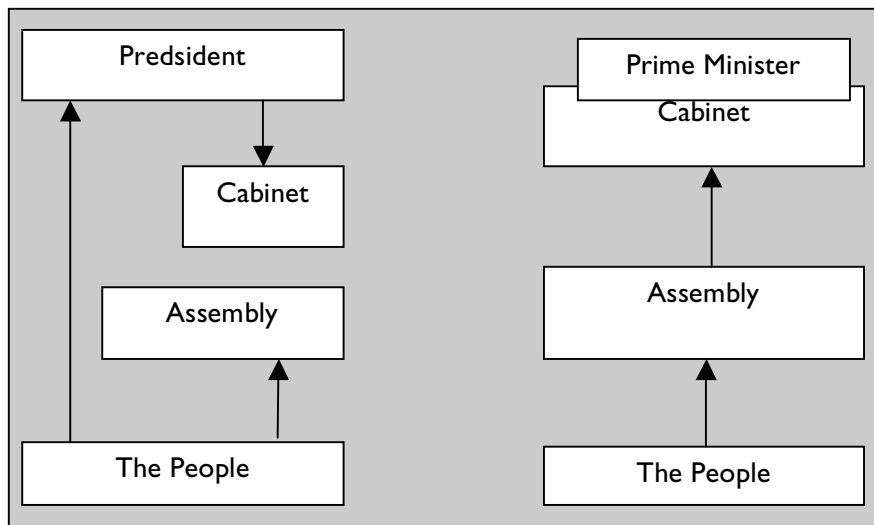 Predsident
Cabinet
Assembly
The People
Prime Minister
Cabinet
Assembly
The People